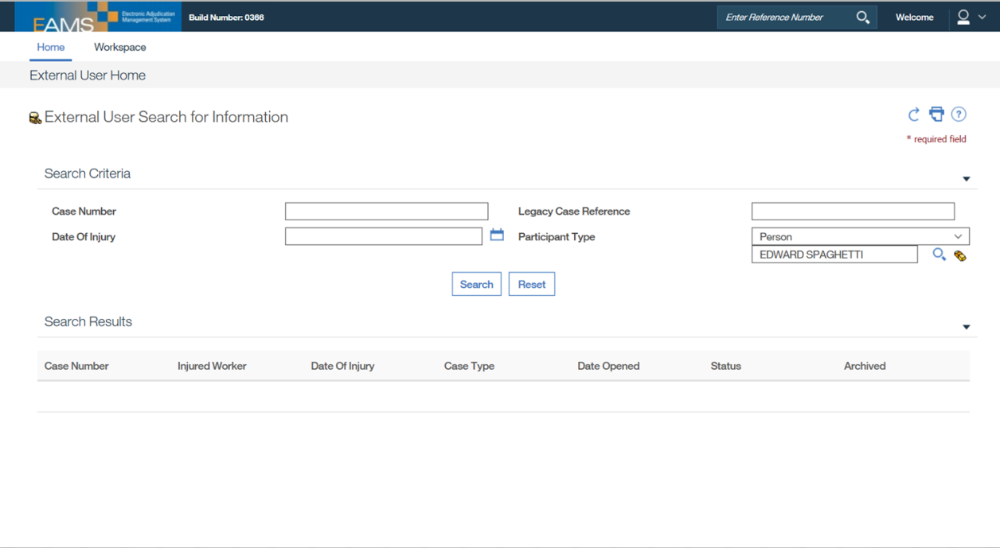 EAMS Electronic Adjudication Management System Build Number: 0366 Enter Reference Number Welcome
Home Workspace
External User Home
External User Search for Information
* required field
Search Criteria
Case Number Legacy Case Reference
Date Of Injury Participant Type Person
EDWARD SPAGHETTI
Search Reset
Search Results
Case Number Injured Worker Date Of Injury Case Type Date Opened Status Archived